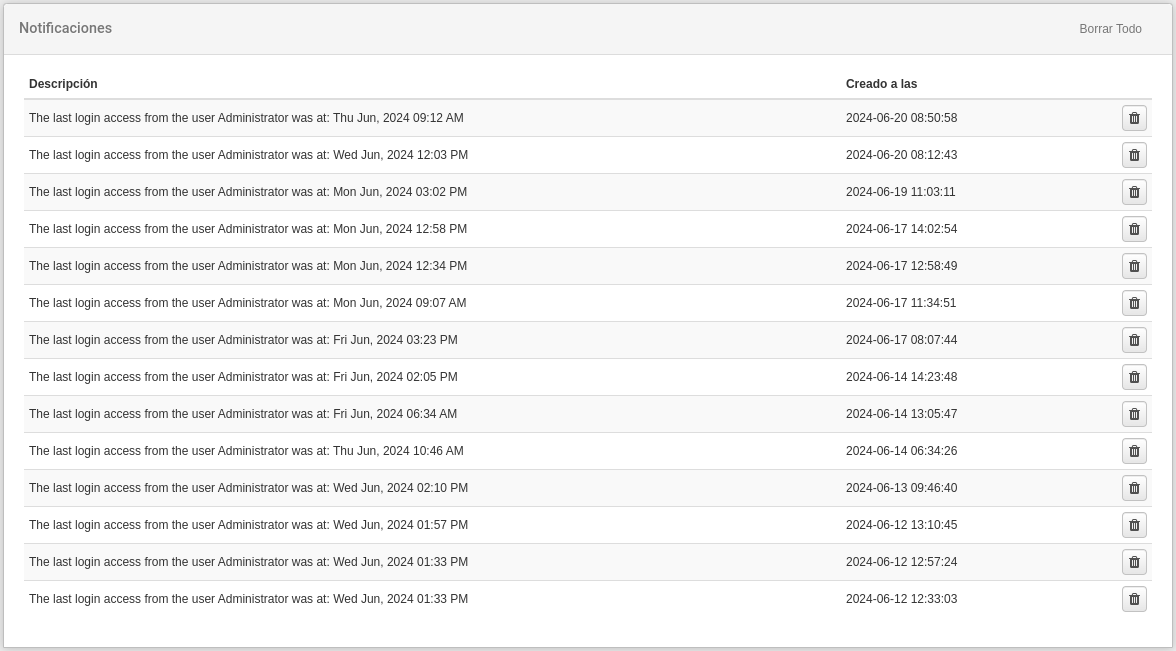 Notificaciones
Borrar Todo
Descripción Creado a las
The last login access from the user Administrator was at: Thu Jun, 2024 09:12 AM 2024-06-20 08:50:58
The last login access from the user Administrator was at: Wed Jun, 2024 12:03 PM 2024-06-20 08:12:43
The last login access from the user Administrator was at: Mon Jun, 2024 03:02 PM 2024-06-19 11:03:11
The last login access from the user Administrator was at: Mon Jun, 2024 12:58 PM 2024-06-17 14:02:54
The last login access from the user Administrator was at: Mon Jun, 2024 12:34 PM 2024-06-17 12:58:49
The last login access from the user Administrator was at: Mon Jun, 2024 09:07 AM 2024-06-17 11:34:51
The last login access from the user Administrator was at: Fri Jun, 2024 03:23 PM 2024-06-17 08:07:44
The last login access from the user Administrator was at: Fri Jun, 2024 02:05 PM 2024-06-14 14:23:48
The last login access from the user Administrator was at: Fri Jun, 2024 06:34 AM 2024-06-14 13:05:47
The last login access from the user Administrator was at: Thu Jun, 2024 10:46 AM 2024-06-14 06:34:26
The last login access from the user Administrator was at: Wed Jun, 2024 02:10 PM 2024-06-13 09:46:40
The last login access from the user Administrator was at: Wed Jun, 2024 01:57 PM 2024-06-12 13:10:45
The last login access from the user Administrator was at: Wed Jun, 2024 01:33 PM 2024-06-12 12:57:24
The last login access from the user Administrator was at: Wed Jun, 2024 01:33 PM 2024-06-12 12:33:03